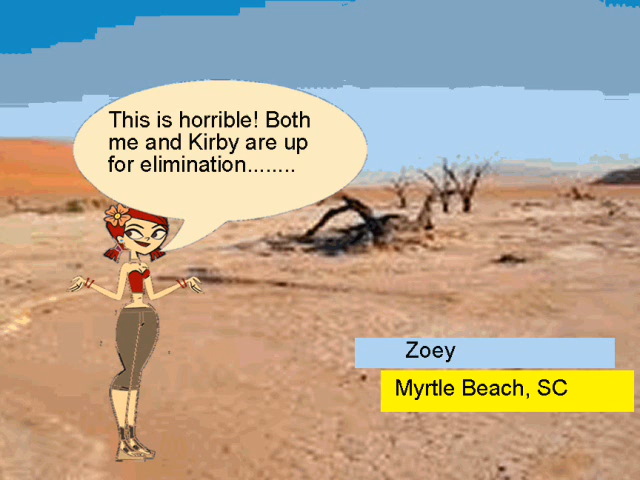 This is horrible! Both
me and Kirby are up
for elimination........
Zoey
Myrtle Beach, SC